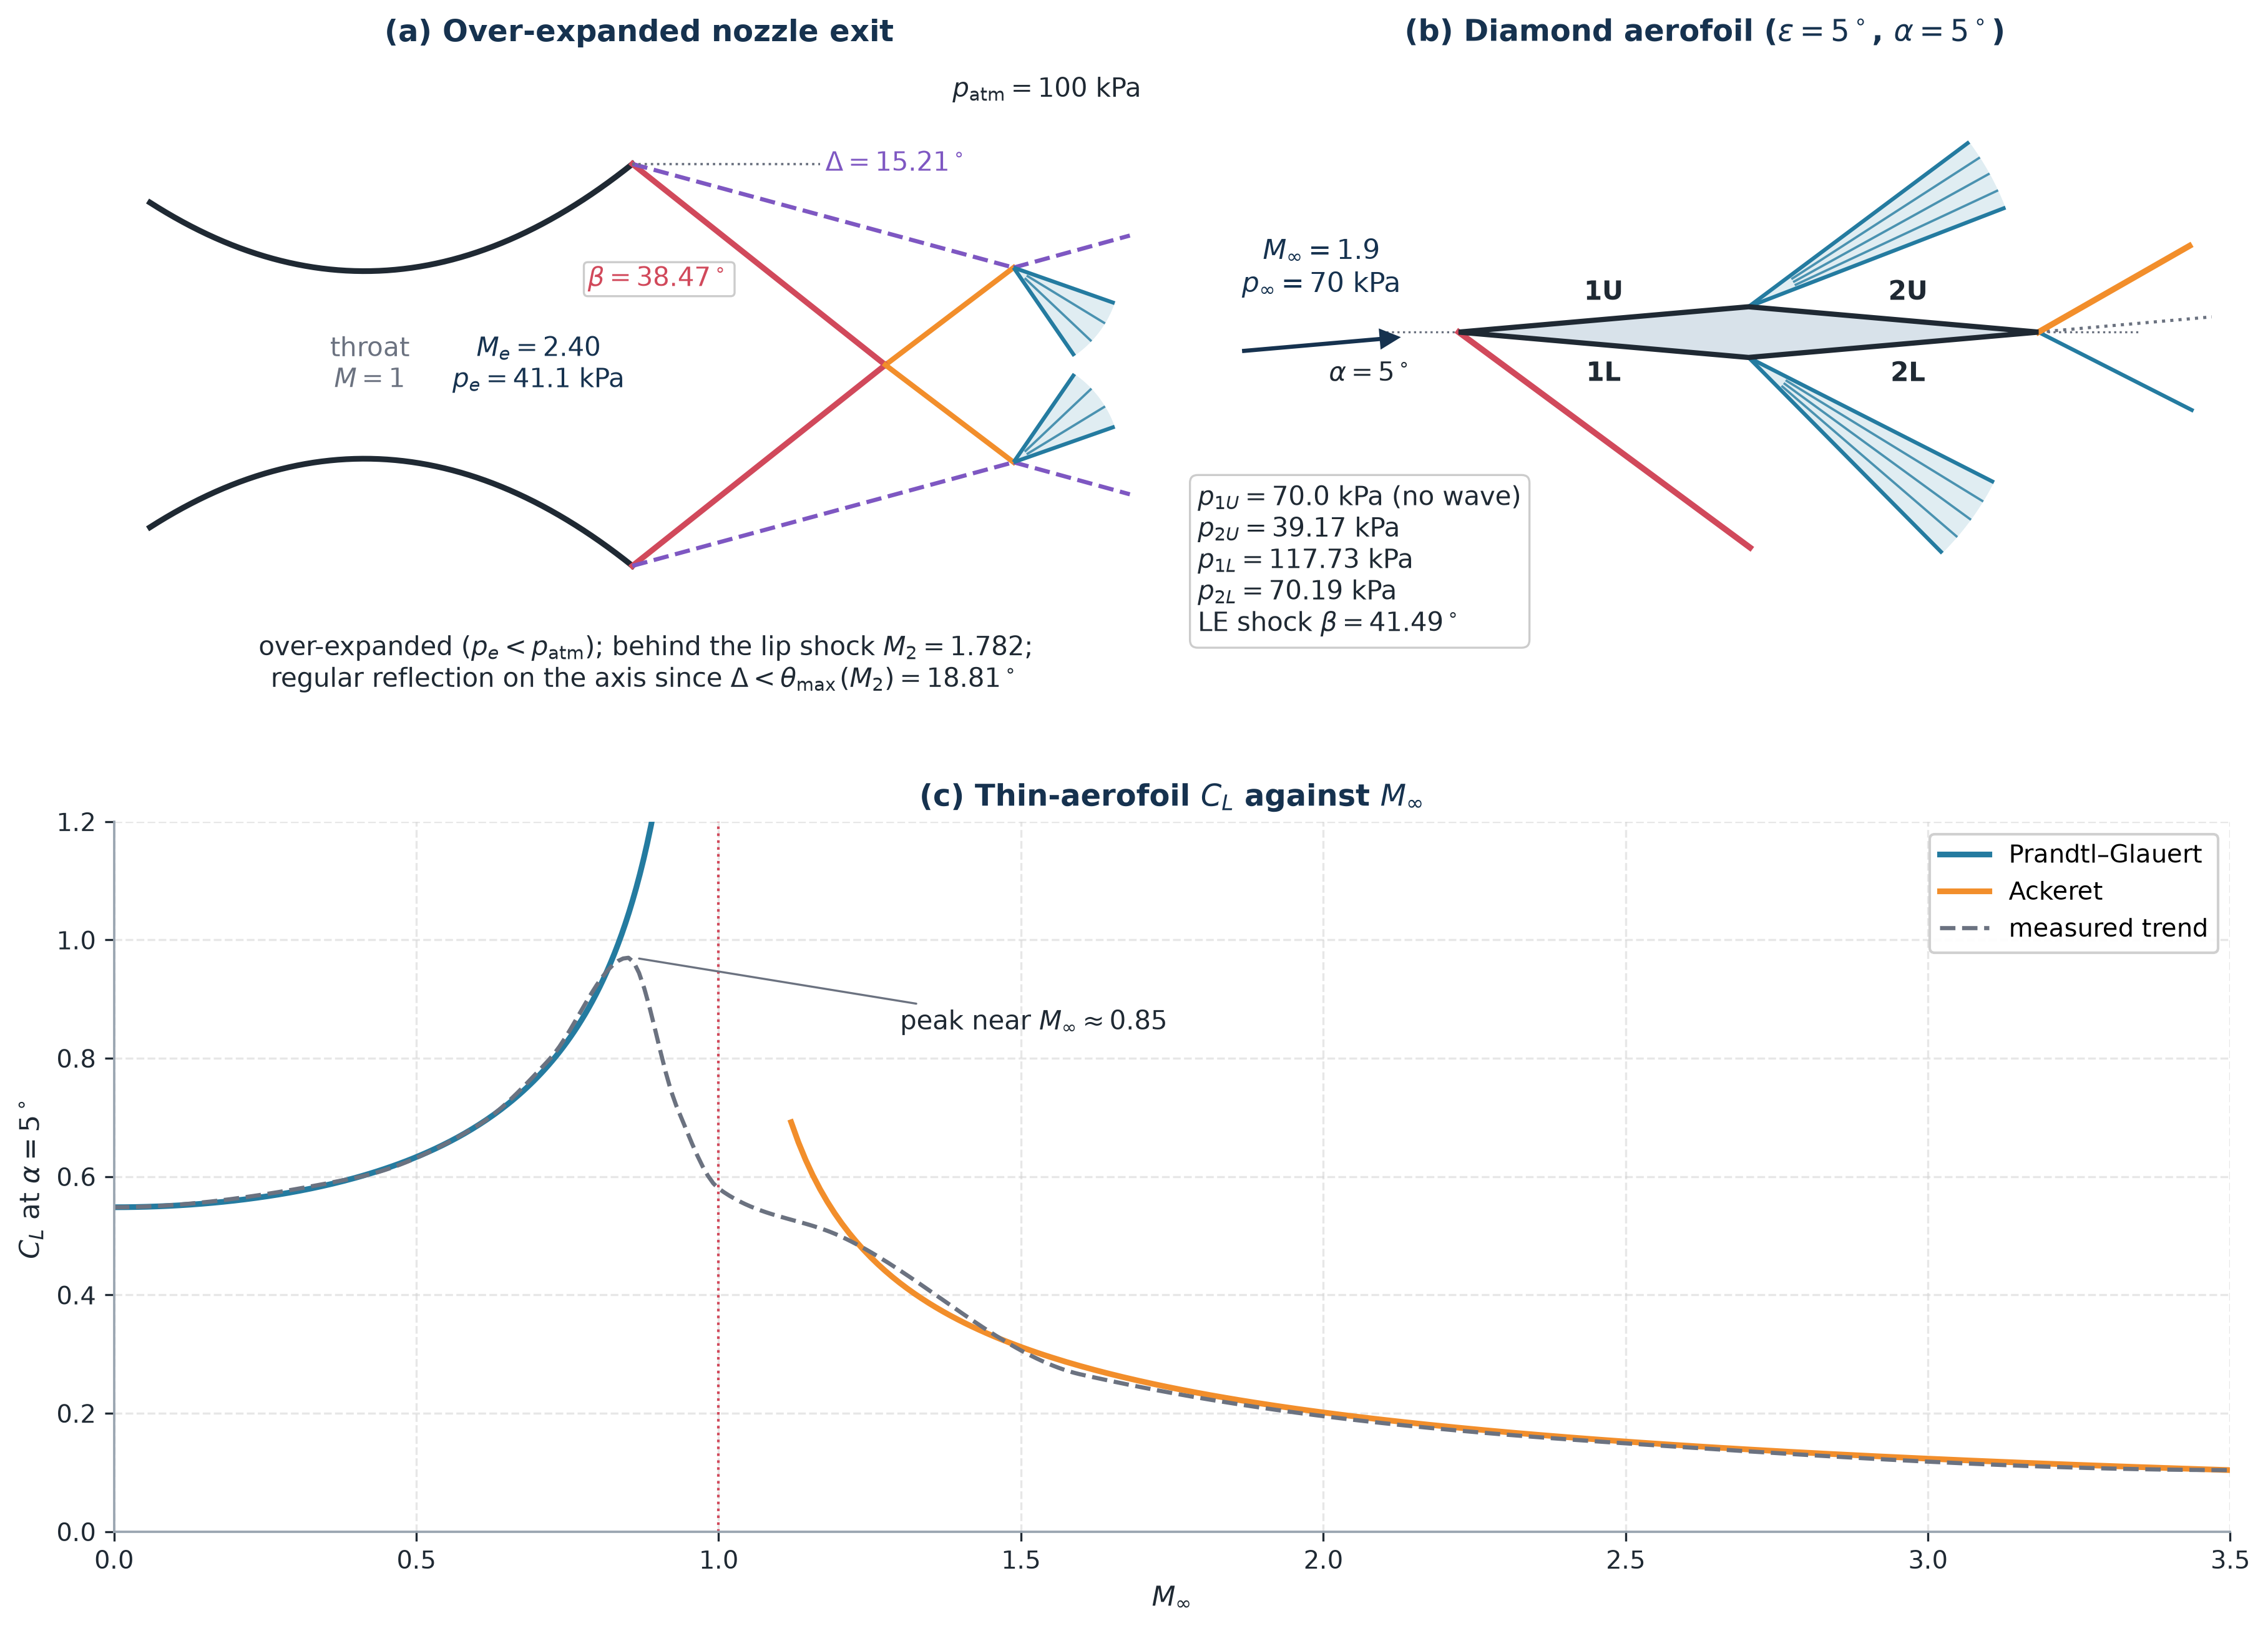 (a) Over-expanded nozzle exit
p_atm = 100 kPa
Δ = 15.21°
β = 38.47°
throat
M = 1
M_e = 2.40
p_e = 41.1 kPa
over-expanded (p_e < p_atm); behind the lip shock M_2 = 1.782;
regular reflection on the axis since Δ < θ_max(M_2) = 18.81°
(b) Diamond aerofoil (ε = 5°, α = 5°)
M_∞ = 1.9
p_∞ = 70 kPa
α = 5°
1U
2U
1L
2L
p_1U = 70.0 kPa (no wave)
p_2U = 39.17 kPa
p_1L = 117.73 kPa
p_2L = 70.19 kPa
LE shock β = 41.49°
(c) Thin-aerofoil C_L against M_∞
C_L at α = 5°
1.2
1.0
0.8
0.6
0.4
0.2
0.0
Prandtl–Glauert
Ackeret
measured trend
peak near M_∞ ≈ 0.85
0.0
0.5
1.0
1.5
2.0
2.5
3.0
3.5
M_∞